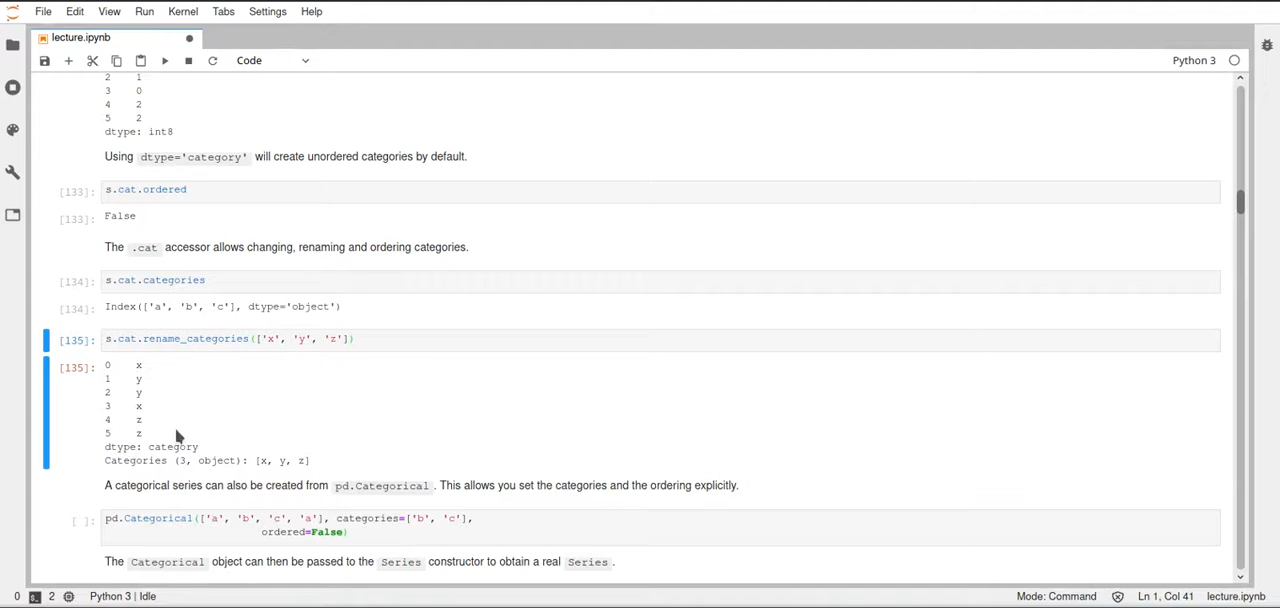 File Edit View Run Kernel Tabs Settings Help
lecture.ipynb
Code
Python 3
2 1
3 0
4 2
5 2
dtype: int8
Using dtype='category' will create unordered categories by default.
[133]: s.cat.ordered
[133]: False
The .cat accessor allows changing, renaming and ordering categories.
[134]: s.cat.categories
[134]: Index(['a', 'b', 'c'], dtype='object')
[135]: s.cat.rename_categories(['x', 'y', 'z'])
[135]: 0 x
1 y
2 y
3 x
4 z
5 z
dtype: category
Categories (3, object): [x, y, z]
A categorical series can also be created from pd.Categorical. This allows you set the categories and the ordering explicitly.
[ ]: pd.Categorical(['a', 'b', 'c', 'a'], categories=['b', 'c'],
ordered=False)
The Categorical object can then be passed to the Series constructor to obtain a real Series.
0 2 Python 3 | Idle Mode: Command Ln 1, Col 41 lecture.ipynb